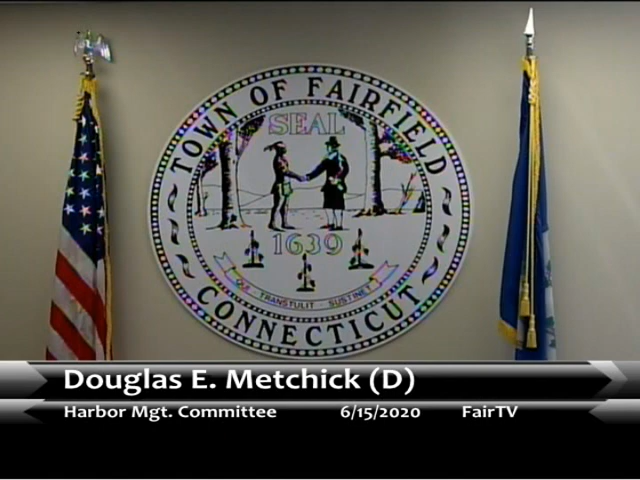 TOWN OF FAIRFIELD
SEAL
1639
QUI TRANSTULIT SUSTINET
CONNECTICUT
Douglas E. Metchick (D)
Harbor Mgt. Committee 6/15/2020 FairTV